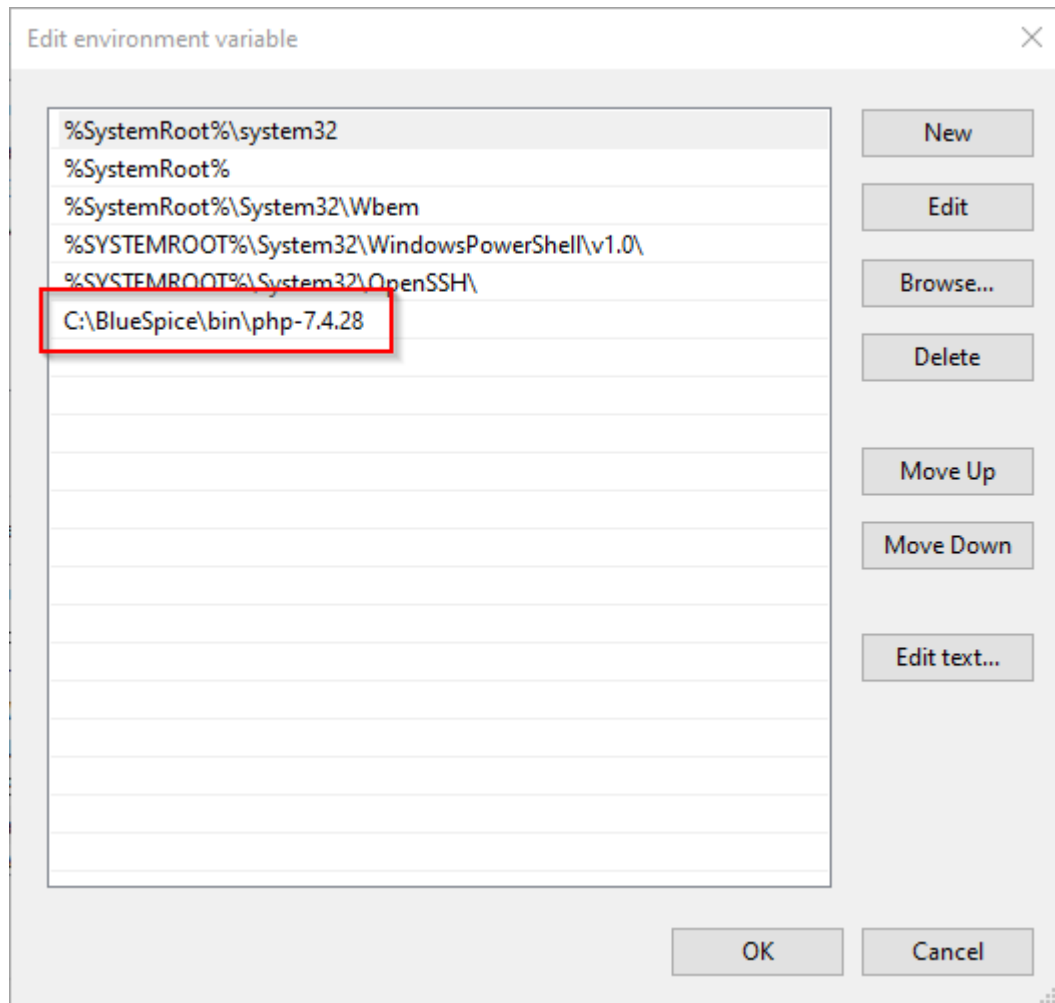 Edit environment variable
%SystemRoot%\system32
%SystemRoot%
%SystemRoot%\System32\Wbem
%SYSTEMROOT%\System32\WindowsPowerShell\v1.0\
%SYSTEMROOT%\System32\OpenSSH\
C:\BlueSpice\bin\php-7.4.28
New
Edit
Browse...
Delete
Move Up
Move Down
Edit text...
OK
Cancel